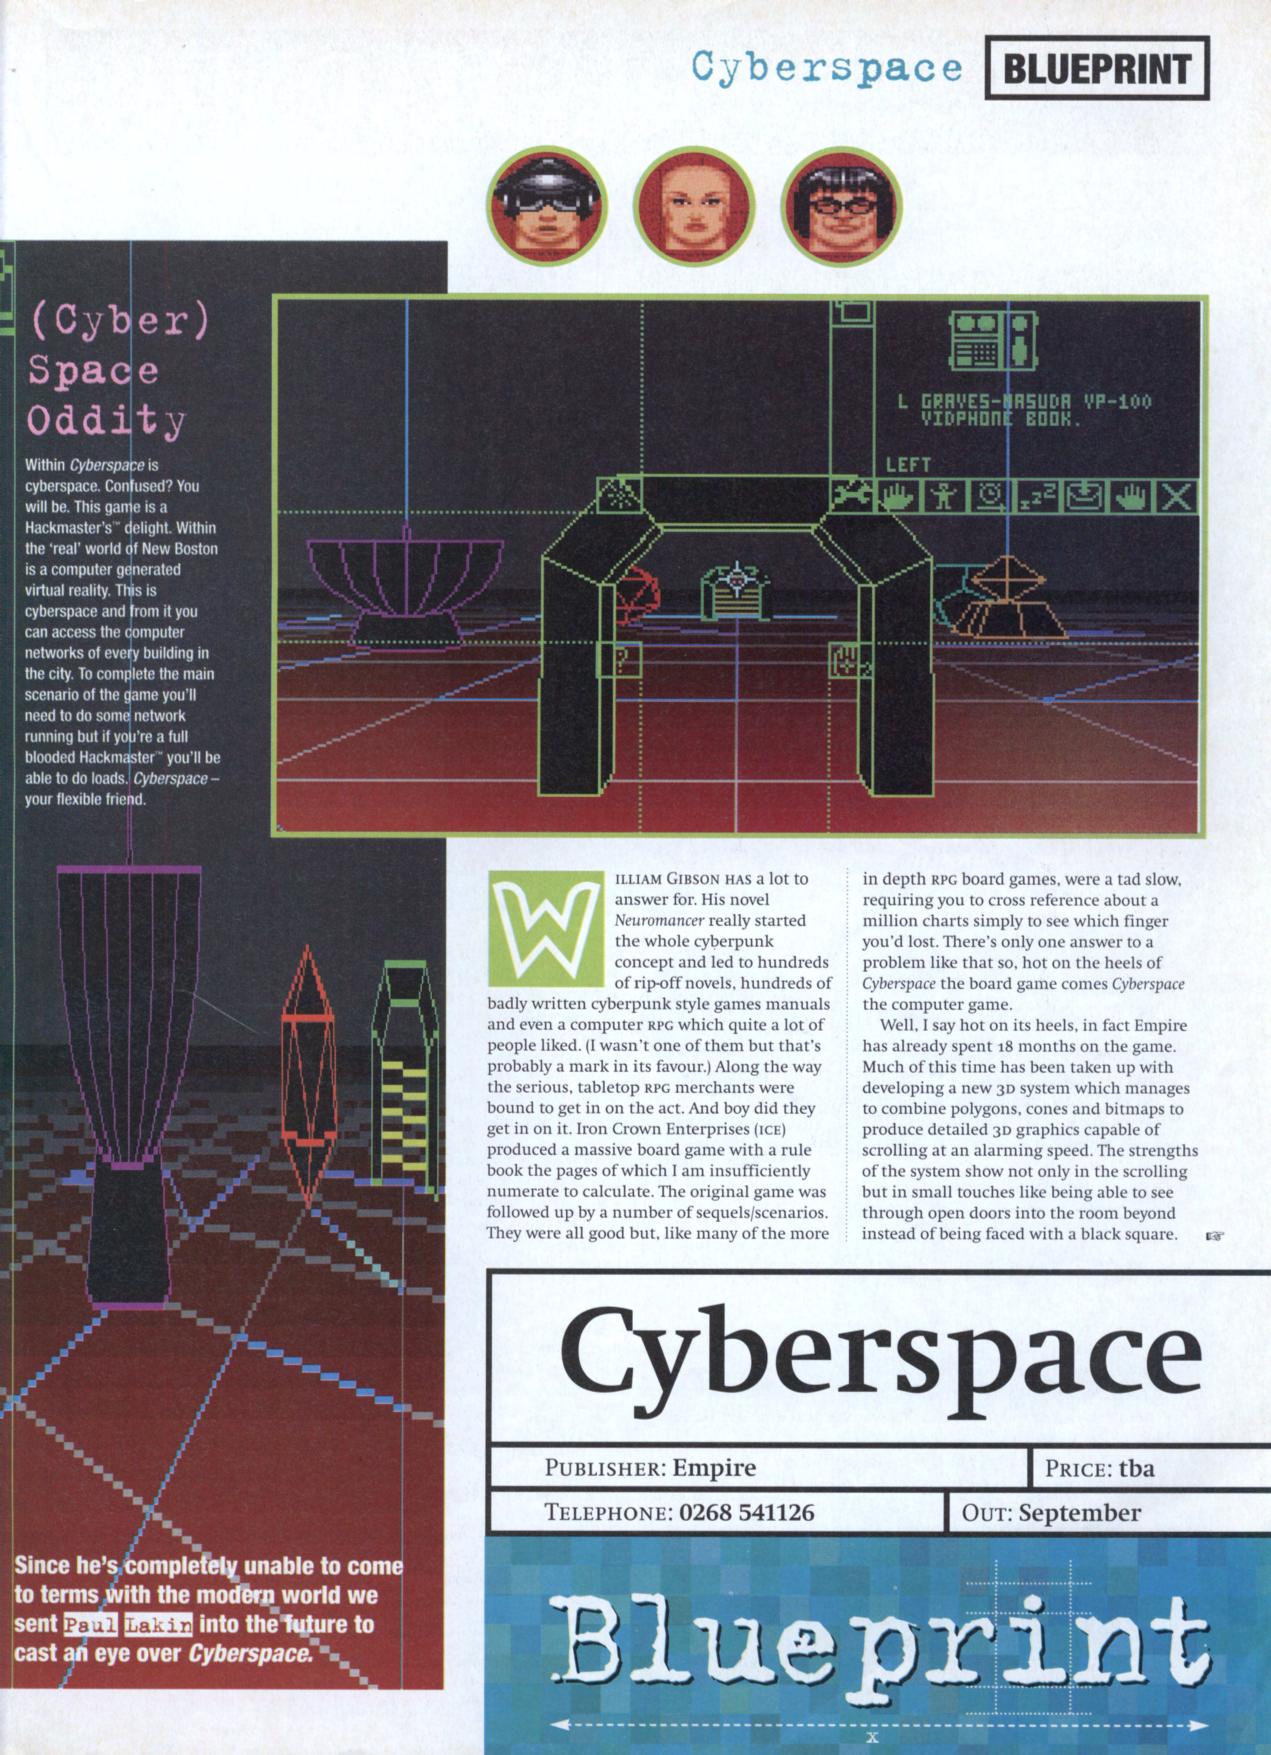 Cyberspace BLUEPRINT
(Cyber)
Space
Oddity
Within Cyberspace is
cyberspace. Confused? You
will be. This game is a
Hackmaster's™ delight. Within
the 'real' world of New Boston
is a computer generated
virtual reality. This is
cyberspace and from it you
can access the computer
networks of every building in
the city. To complete the main
scenario of the game you'll
need to do some network
running but if you're a full
blooded Hackmaster™ you'll be
able to do loads. Cyberspace –
your flexible friend.
L GRAVES-MASUDA VP-100
VIDPHONE BOOK.
LEFT
zzz
?
WILLIAM GIBSON HAS a lot to
answer for. His novel
Neuromancer really started
the whole cyberpunk
concept and led to hundreds
of rip-off novels, hundreds of
badly written cyberpunk style games manuals
and even a computer RPG which quite a lot of
people liked. (I wasn't one of them but that's
probably a mark in its favour.) Along the way
the serious, tabletop RPG merchants were
bound to get in on the act. And boy did they
get in on it. Iron Crown Enterprises (ICE)
produced a massive board game with a rule
book the pages of which I am insufficiently
numerate to calculate. The original game was
followed up by a number of sequels/scenarios.
They were all good but, like many of the more
in depth RPG board games, were a tad slow,
requiring you to cross reference about a
million charts simply to see which finger
you'd lost. There's only one answer to a
problem like that so, hot on the heels of
Cyberspace the board game comes Cyberspace
the computer game.
Well, I say hot on its heels, in fact Empire
has already spent 18 months on the game.
Much of this time has been taken up with
developing a new 3D system which manages
to combine polygons, cones and bitmaps to
produce detailed 3D graphics capable of
scrolling at an alarming speed. The strengths
of the system show not only in the scrolling
but in small touches like being able to see
through open doors into the room beyond
instead of being faced with a black square.
Since he's completely unable to come
to terms with the modern world we
sent Paul Lakin into the future to
cast an eye over Cyberspace.
Cyberspace
PUBLISHER: Empire
PRICE: tba
TELEPHONE: 0268 541126
OUT: September
Blueprint
x